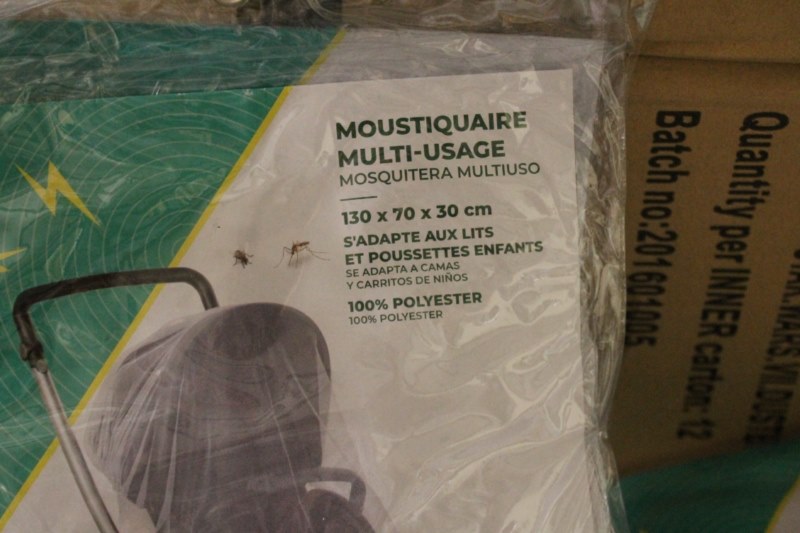 MOUSTIQUAIRE
MULTI-USAGE
MOSQUITERA MULTIUSO
130 x 70 x 30 cm
S'ADAPTE AUX LITS
ET POUSSETTES ENFANTS
SE ADAPTA A CAMAS
Y CARRITOS DE NIÑOS
100% POLYESTER
100% POLYESTER
Quantity per INNER carton: 12
Batch no: